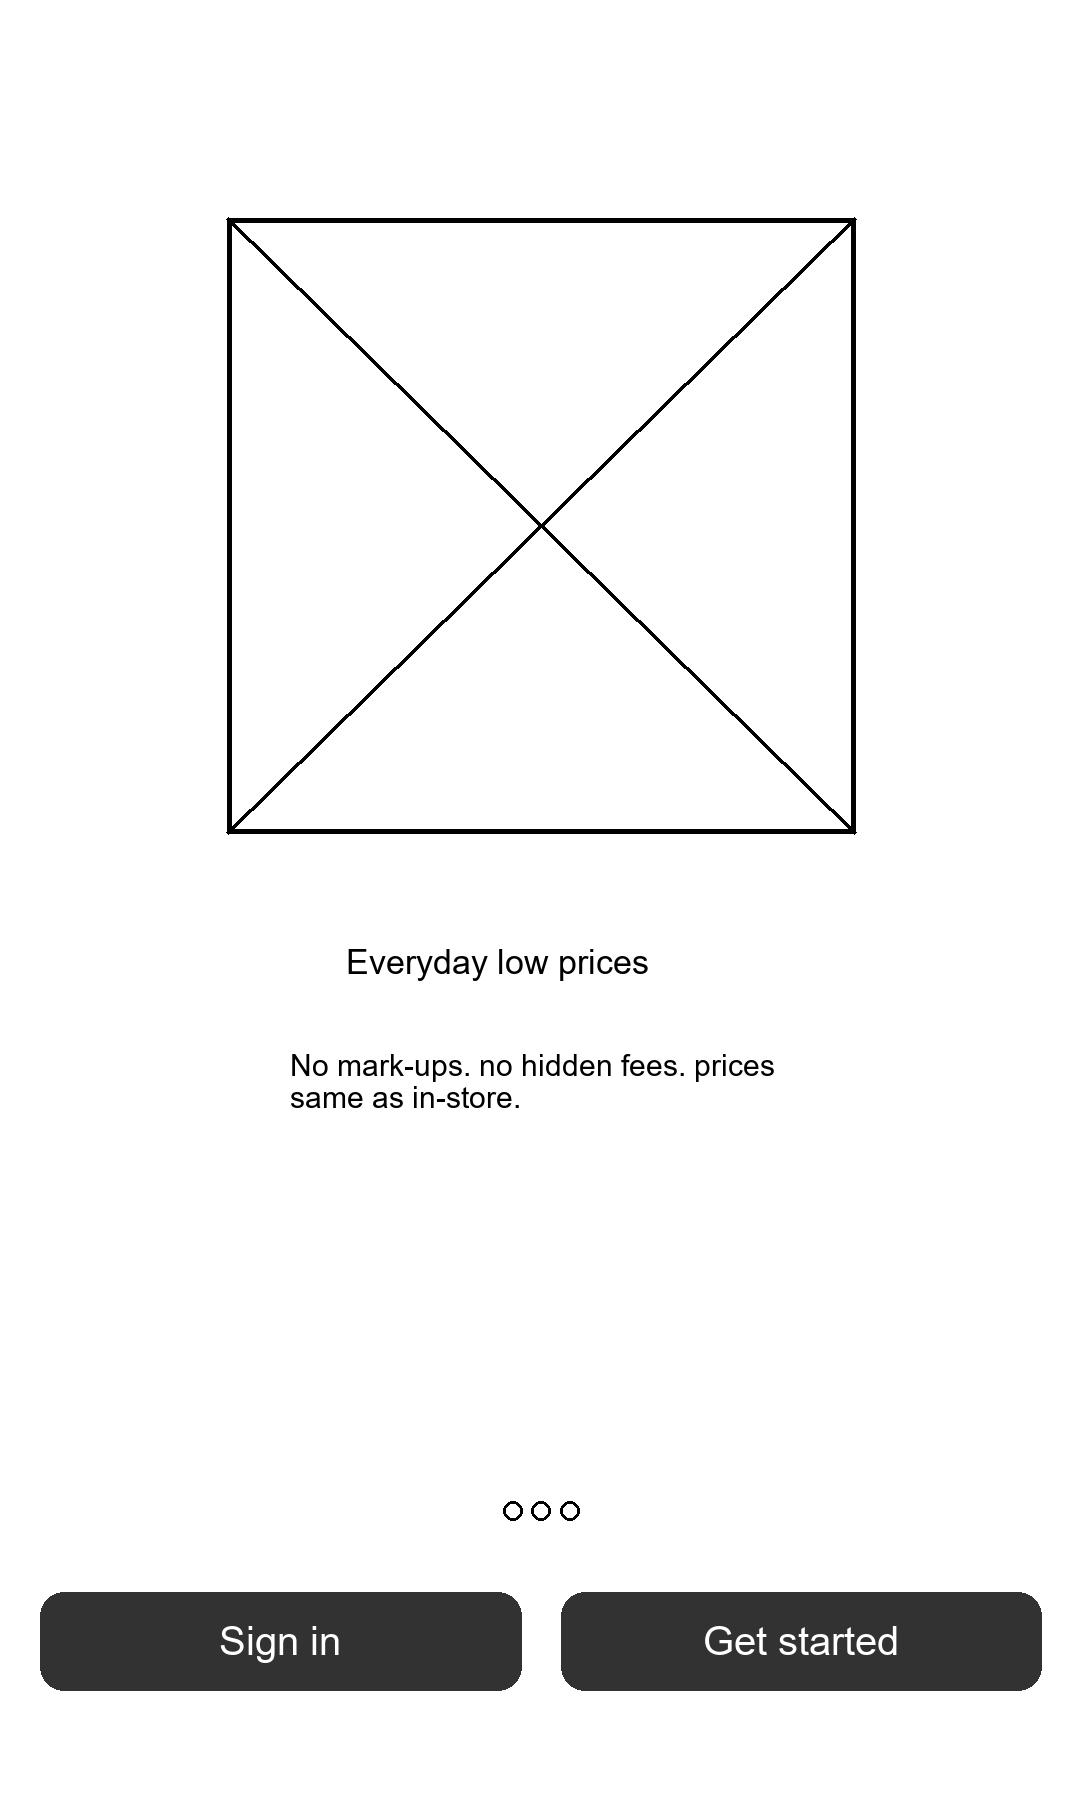 Everyday low prices
No mark-ups. no hidden fees. prices
same as in-store.
Sign in
Get started